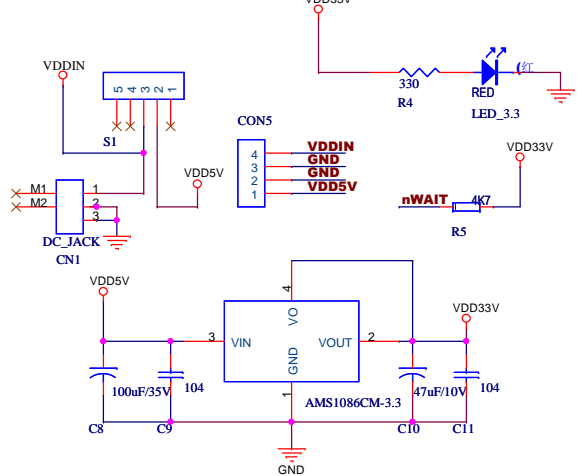 VDD33V
VDDIN
5 4 3 2 1
S1
330
R4
RED
(红
LED_3.3
CON5
4 VDDIN
3 GND
2 GND
1 VDD5V
VDD5V
VDD33V
nWAIT
4K7
R5
M1 1
M2 2
3
DC_JACK
CN1
VDD5V
VDD33V
4
VO
3 VIN
VOUT 2
GND
1
100uF/35V
104
AMS1086CM-3.3
47uF/10V
104
C8
C9
C10
C11
GND